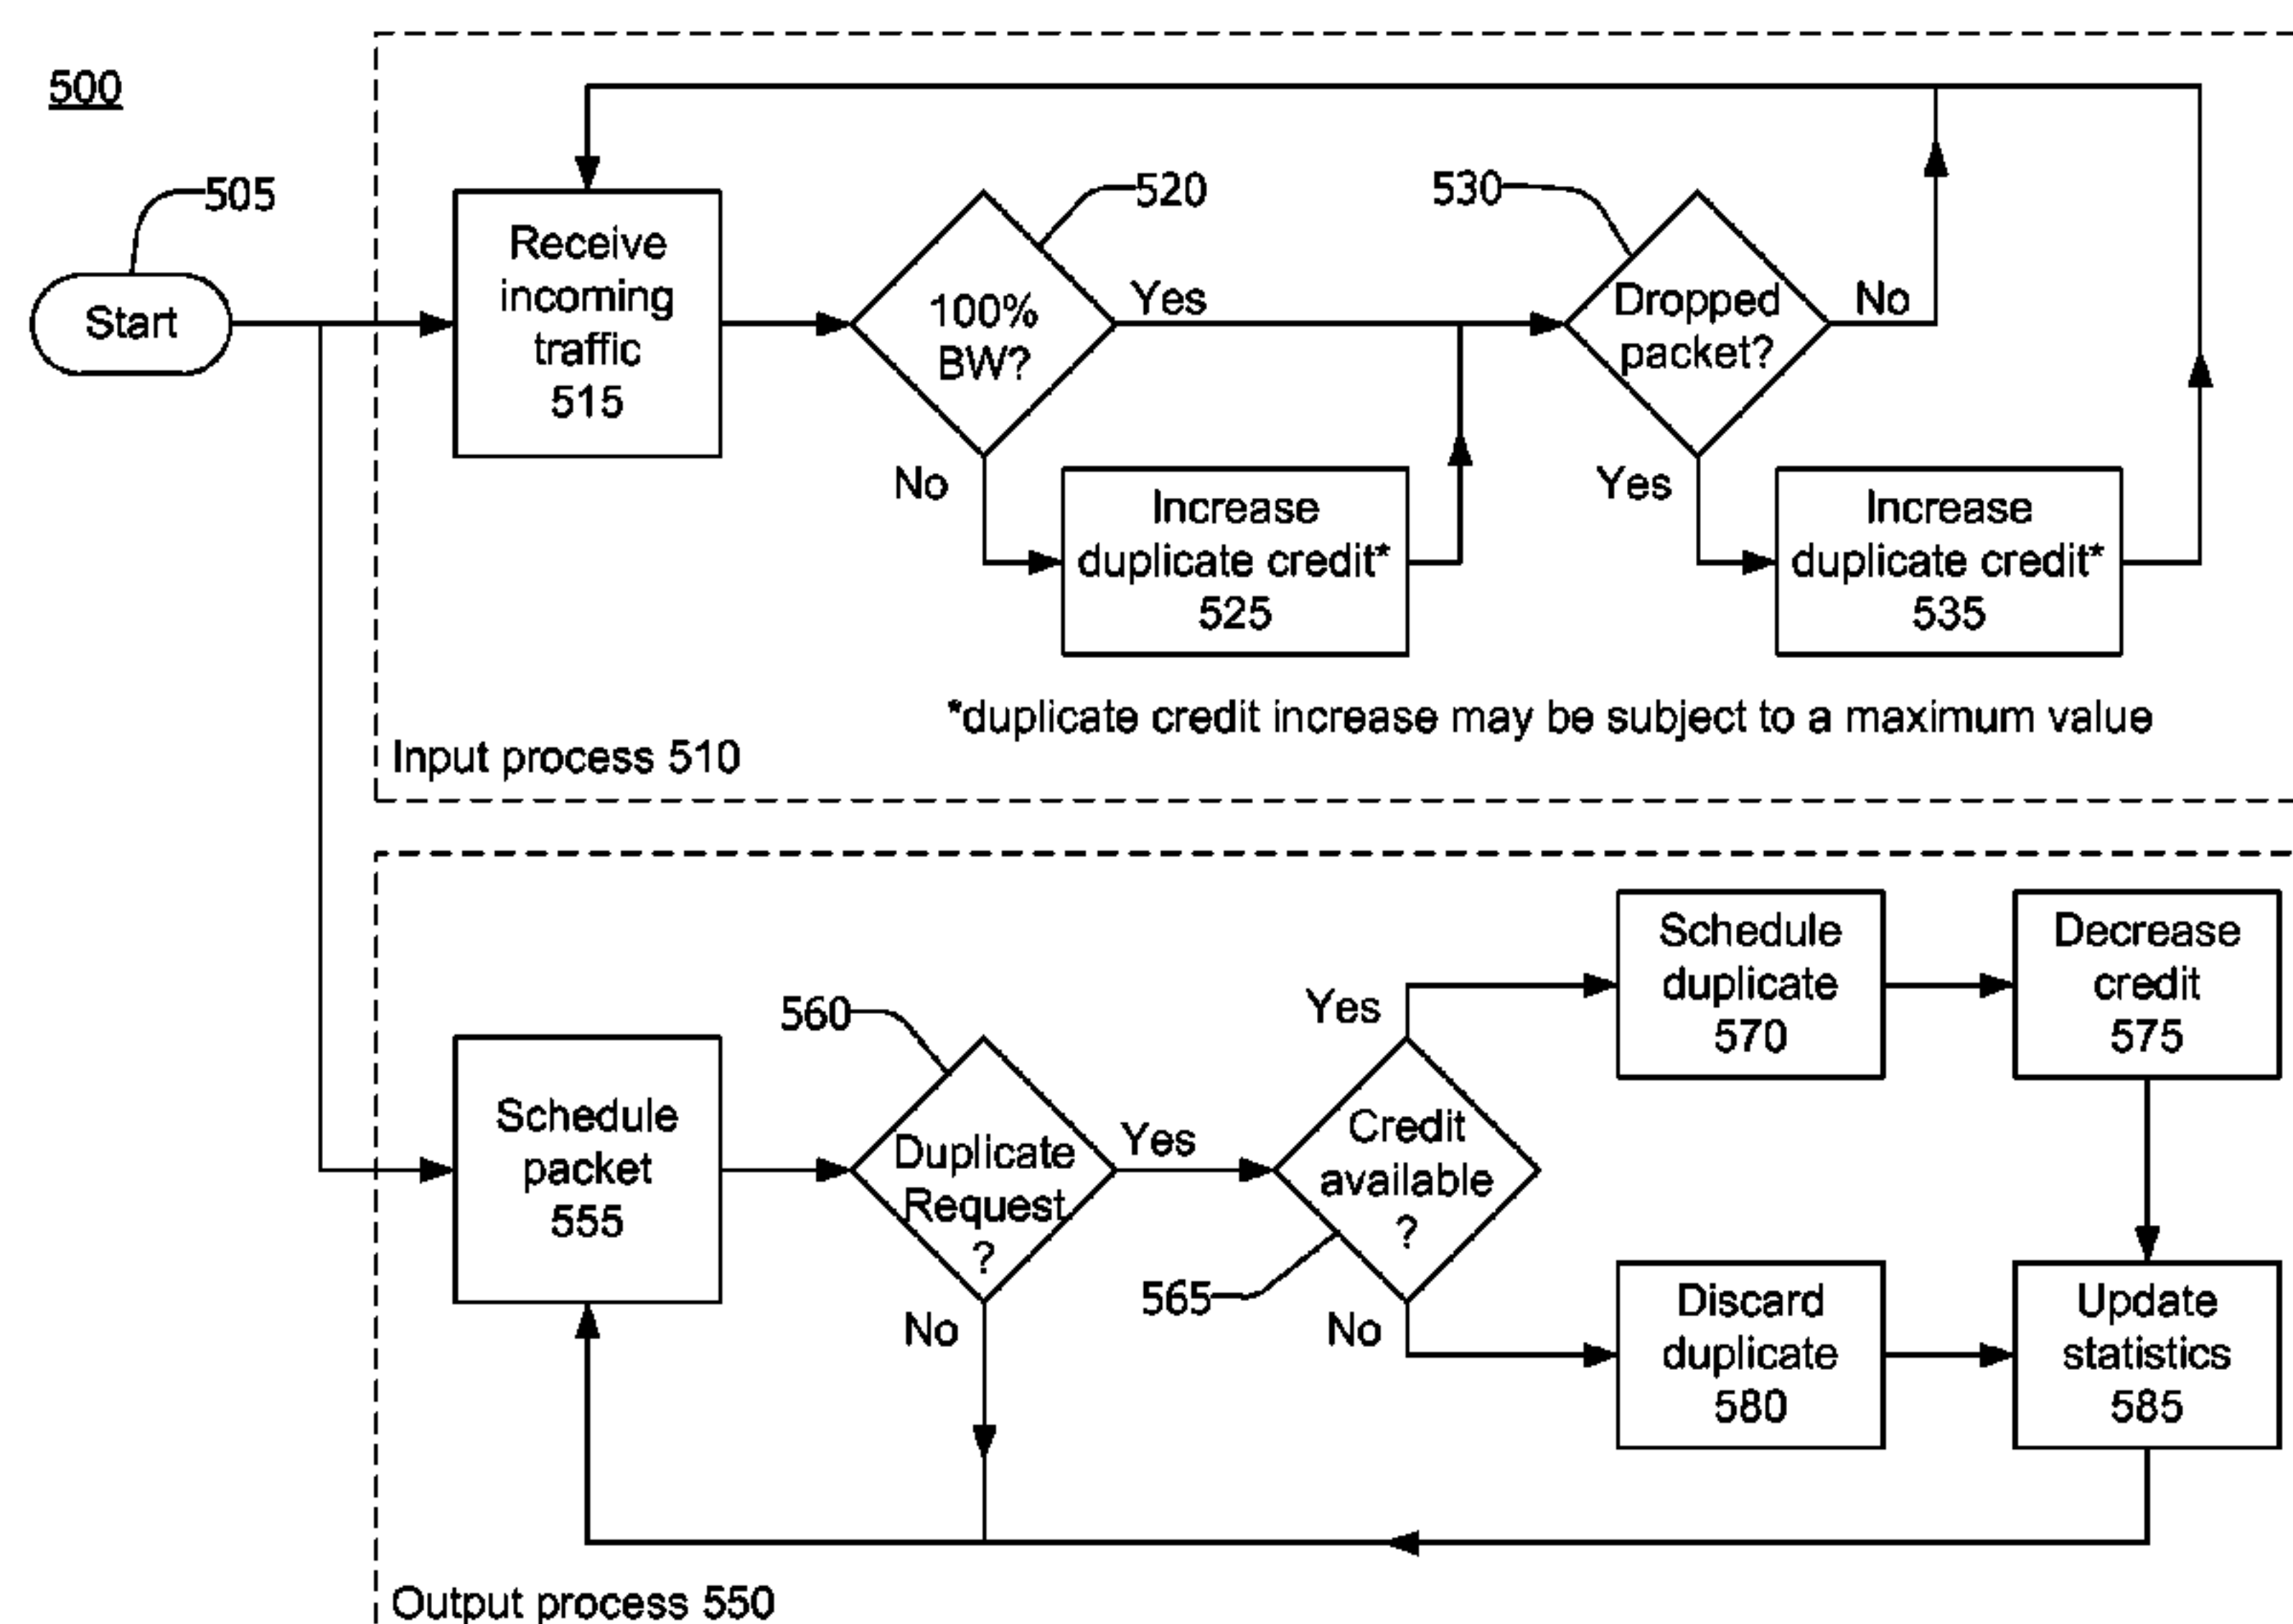 500
505
Start
Receive
incoming
traffic
515
520
100%
BW?
Yes
No
Increase
duplicate credit*
525
530
Dropped
packet?
No
Yes
Increase
duplicate credit*
535
*duplicate credit increase may be subject to a maximum value
Input process 510
Schedule
packet
555
560
Duplicate
Request
?
Yes
No
Credit
available
?
565
Yes
No
Schedule
duplicate
570
Decrease
credit
575
Discard
duplicate
580
Update
statistics
585
Output process 550